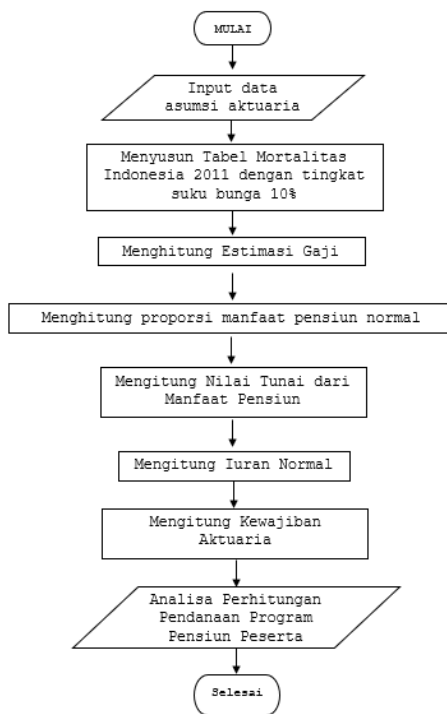 MULAI
Input data
asumsi aktuaria
Menyusun Tabel Mortalitas
Indonesia 2011 dengan tingkat
suku bunga 10%
Menghitung Estimasi Gaji
Menghitung proporsi manfaat pensiun normal
Mengitung Nilai Tunai dari
Manfaat Pensiun
Mengitung Iuran Normal
Mengitung Kewajiban
Aktuaria
Analisa Perhitungan
Pendanaan Program
Pensiun Peserta
Selesai